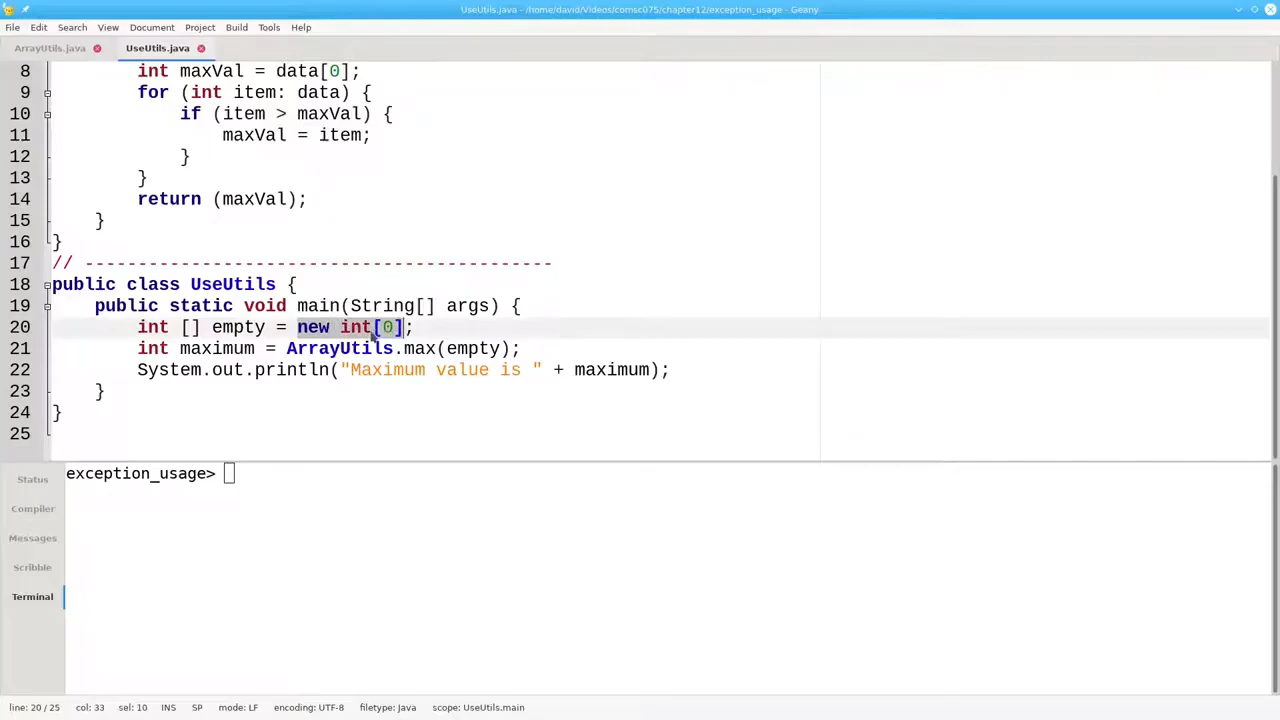 UseUtils.java - /home/david/Videos/comsc075/chapter12/exception_usage - Geany
File Edit Search View Document Project Build Tools Help
ArrayUtils.java UseUtils.java
8 int maxVal = data[0];
9 for (int item: data) {
10 if (item > maxVal) {
11 maxVal = item;
12 }
13 }
14 return (maxVal);
15 }
16 }
17 // --------------------------------------------
18 public class UseUtils {
19 public static void main(String[] args) {
20 int [] empty = new int[0];
21 int maximum = ArrayUtils.max(empty);
22 System.out.println("Maximum value is " + maximum);
23 }
24 }
25
exception_usage>
Status
Compiler
Messages
Scribble
Terminal
line: 20 / 25 col: 33 sel: 10 INS SP mode: LF encoding: UTF-8 filetype: Java scope: UseUtils.main